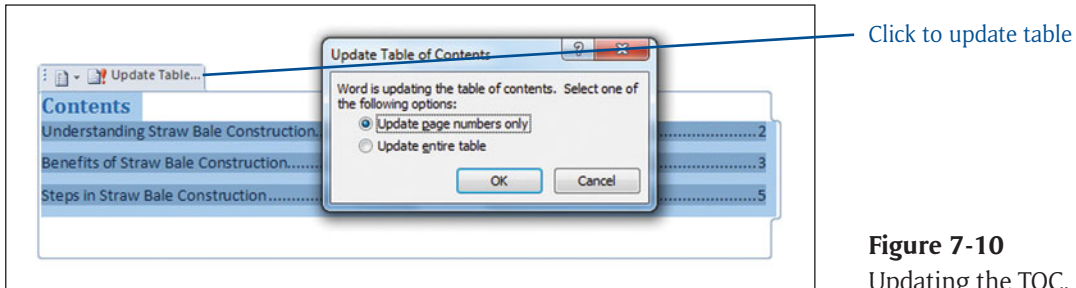 Click to update table
Update Table of Contents
Update Table...
Word is updating the table of contents. Select one of
the following options:
Update page numbers only
Update entire table
OK Cancel
Contents
Understanding Straw Bale Construction..............2
Benefits of Straw Bale Construction..............3
Steps in Straw Bale Construction..............5
Figure 7-10
Updating the TOC.